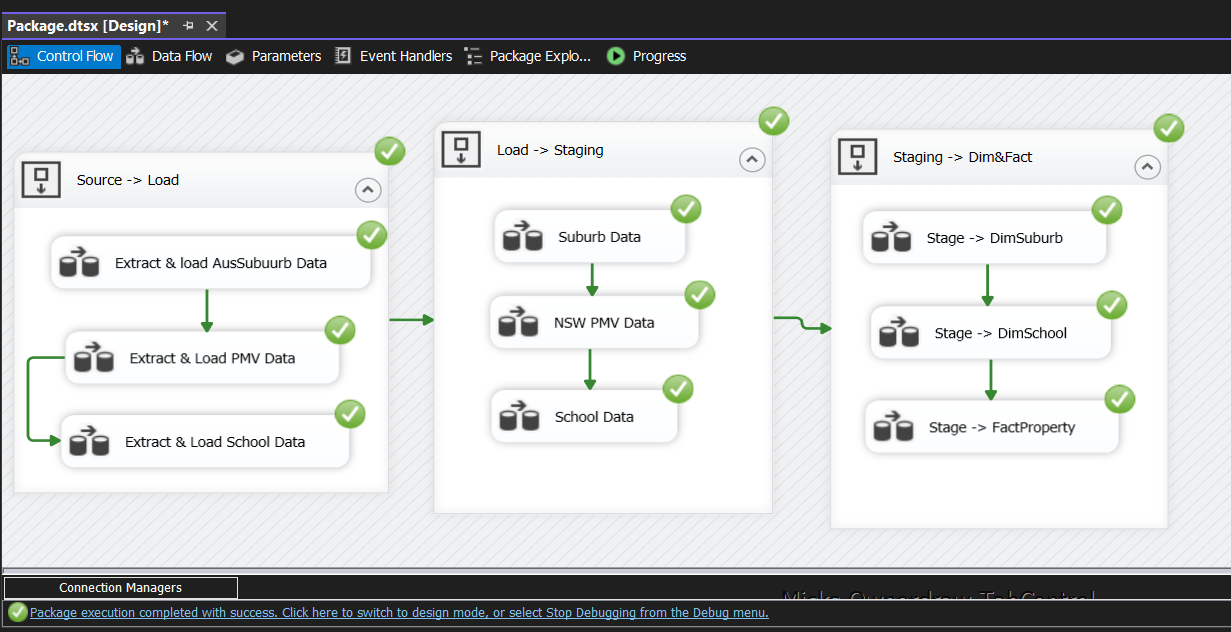 Package.dtsx [Design]*
Control Flow
Data Flow
Parameters
Event Handlers
Package Explo...
Progress
Source -> Load
Extract & load AusSubuurb Data
Extract & Load PMV Data
Extract & Load School Data
Load -> Staging
Suburb Data
NSW PMV Data
School Data
Staging -> Dim&Fact
Stage -> DimSuburb
Stage -> DimSchool
Stage -> FactProperty
Connection Managers
Package execution completed with success. Click here to switch to design mode, or select Stop Debugging from the Debug menu.